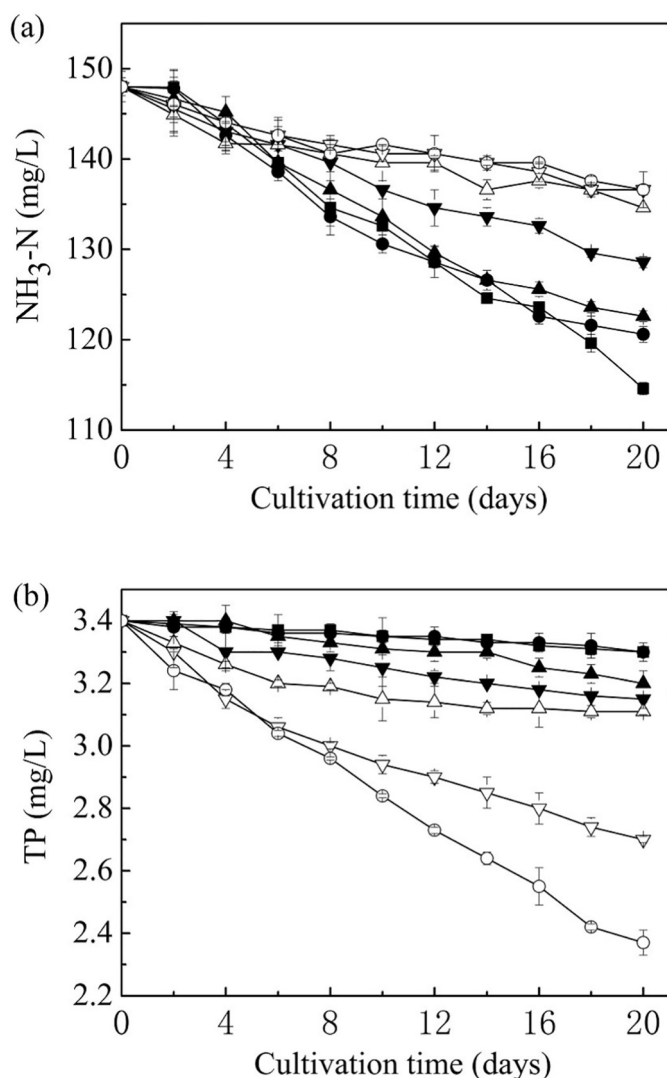 (a)
NH3-N (mg/L)
150
140
130
120
110
0 4 8 12 16 20
Cultivation time (days)
(b)
TP (mg/L)
3.4
3.2
3.0
2.8
2.6
2.4
2.2
0 4 8 12 16 20
Cultivation time (days)